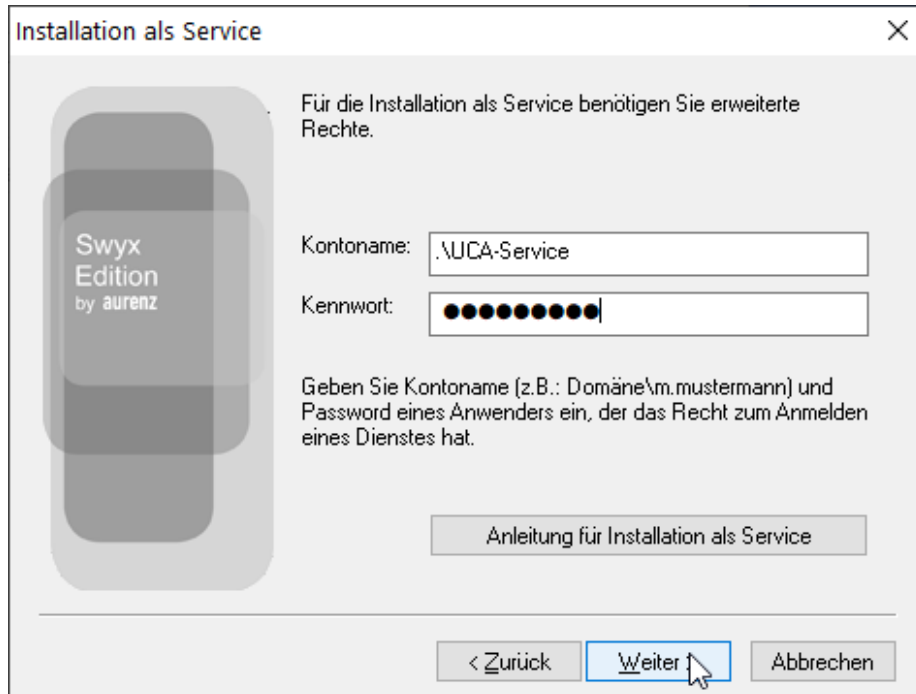 Installation als Service
Für die Installation als Service benötigen Sie erweiterte
Rechte.
Swyx
Edition
by aurenz
Kontoname:
.\UCA-Service
Kennwort:
●●●●●●●●●
Geben Sie Kontoname (z.B.: Domäne\m.mustermann) und
Password eines Anwenders ein, der das Recht zum Anmelden
eines Dienstes hat.
Anleitung für Installation als Service
< Zurück
Weiter >
Abbrechen